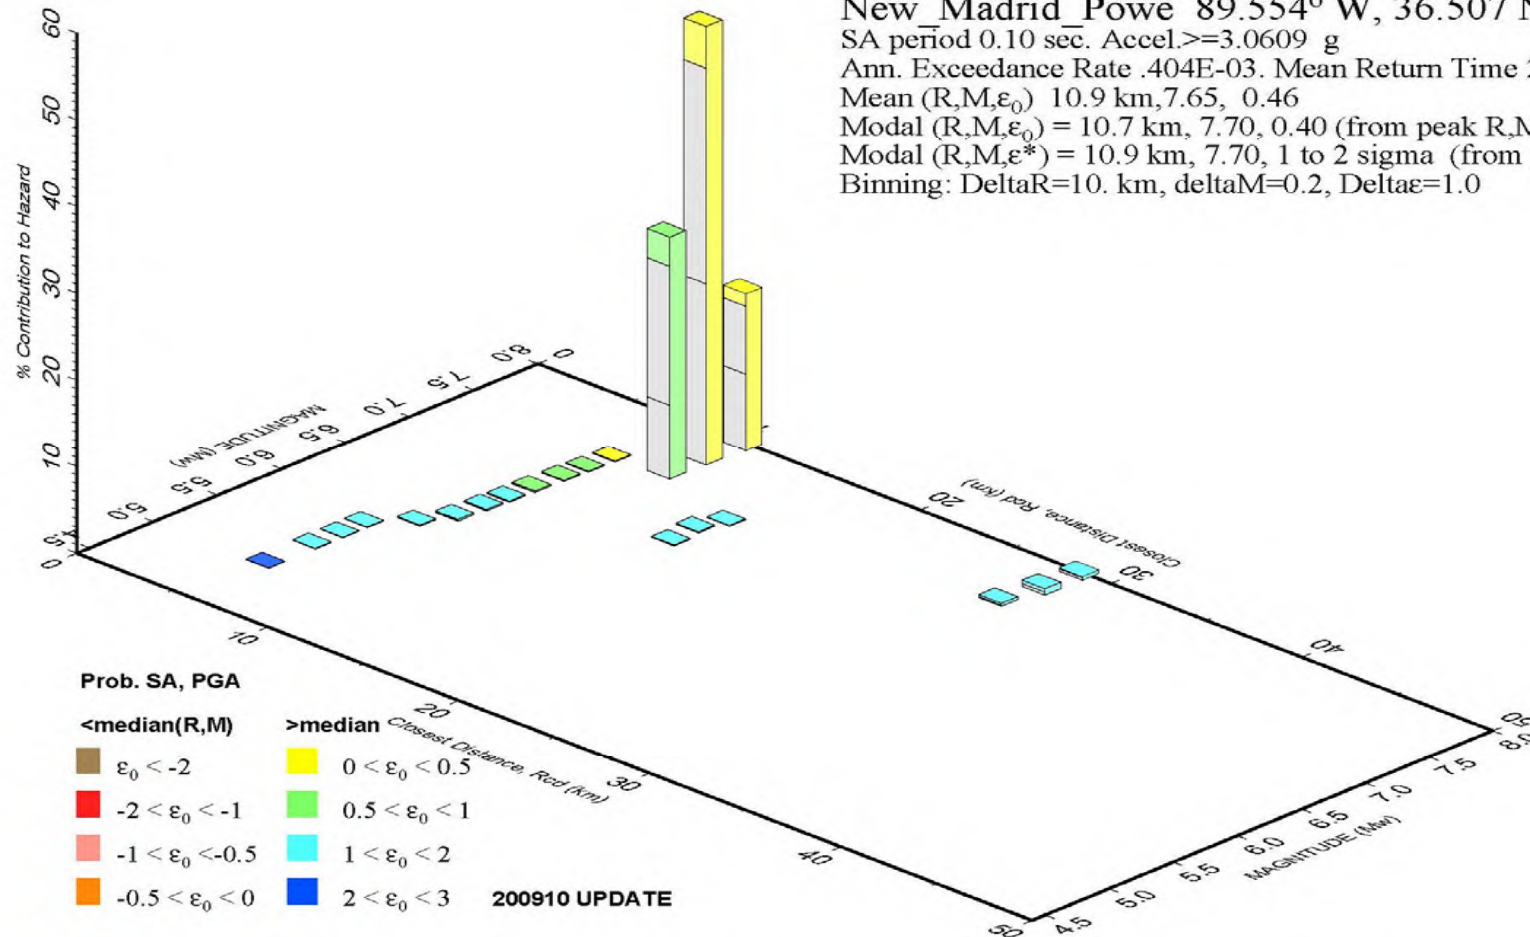 New_Madrid_Powe 89.554° W, 36.507 N
SA period 0.10 sec. Accel.>=3.0609 g
Ann. Exceedance Rate .404E-03. Mean Return Time
Mean (R,M,ε0) 10.9 km,7.65, 0.46
Modal (R,M,ε0) = 10.7 km, 7.70, 0.40 (from peak R,M
Modal (R,M,ε*) = 10.9 km, 7.70, 1 to 2 sigma (from
Binning: DeltaR=10. km, deltaM=0.2, Deltaε=1.0
% Contribution to Hazard
60
50
40
30
20
10
0
4.5
5.0
5.5
6.0
6.5
7.0
7.5
8.0
MAGNITUDE (Mw)
0
20
30
40
50
Closest Distance, Rcd (km)
10
20
30
40
50
Closest Distance, Rcd (km)
4.5
5.0
5.5
6.0
6.5
7.0
7.5
8.0
MAGNITUDE (Mw)
Prob. SA, PGA
<median(R,M) >median
ε0 < -2 0 < ε0 < 0.5
-2 < ε0 < -1 0.5 < ε0 < 1
-1 < ε0 <-0.5 1 < ε0 < 2
-0.5 < ε0 < 0 2 < ε0 < 3
200910 UPDATE